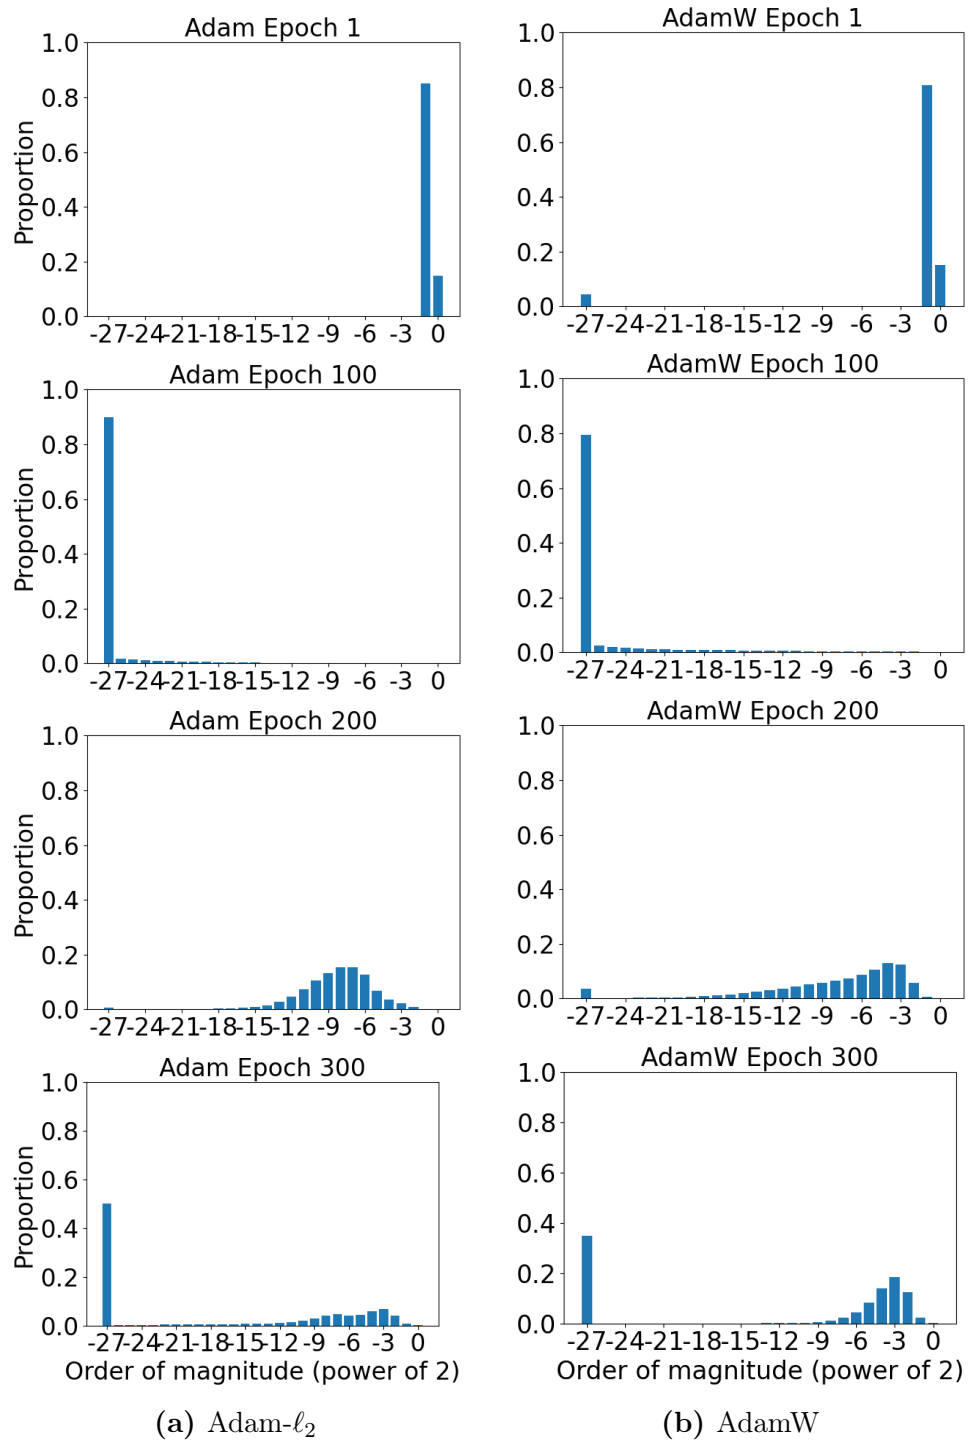 Adam Epoch 1
1.0
0.8
0.6
0.4
0.2
0.0
Proportion
-27 -24 -21 -18 -15 -12 -9 -6 -3 0
AdamW Epoch 1
1.0
0.8
0.6
0.4
0.2
0.0
-27 -24 -21 -18 -15 -12 -9 -6 -3 0
Adam Epoch 100
1.0
0.8
0.6
0.4
0.2
0.0
Proportion
-27 -24 -21 -18 -15 -12 -9 -6 -3 0
AdamW Epoch 100
1.0
0.8
0.6
0.4
0.2
0.0
-27 -24 -21 -18 -15 -12 -9 -6 -3 0
Adam Epoch 200
1.0
0.8
0.6
0.4
0.2
0.0
Proportion
-27 -24 -21 -18 -15 -12 -9 -6 -3 0
AdamW Epoch 200
1.0
0.8
0.6
0.4
0.2
0.0
-27 -24 -21 -18 -15 -12 -9 -6 -3 0
Adam Epoch 300
1.0
0.8
0.6
0.4
0.2
0.0
Proportion
-27 -24 -21 -18 -15 -12 -9 -6 -3 0
Order of magnitude (power of 2)
AdamW Epoch 300
1.0
0.8
0.6
0.4
0.2
0.0
-27 -24 -21 -18 -15 -12 -9 -6 -3 0
Order of magnitude (power of 2)
(a) Adam-ℓ₂
(b) AdamW